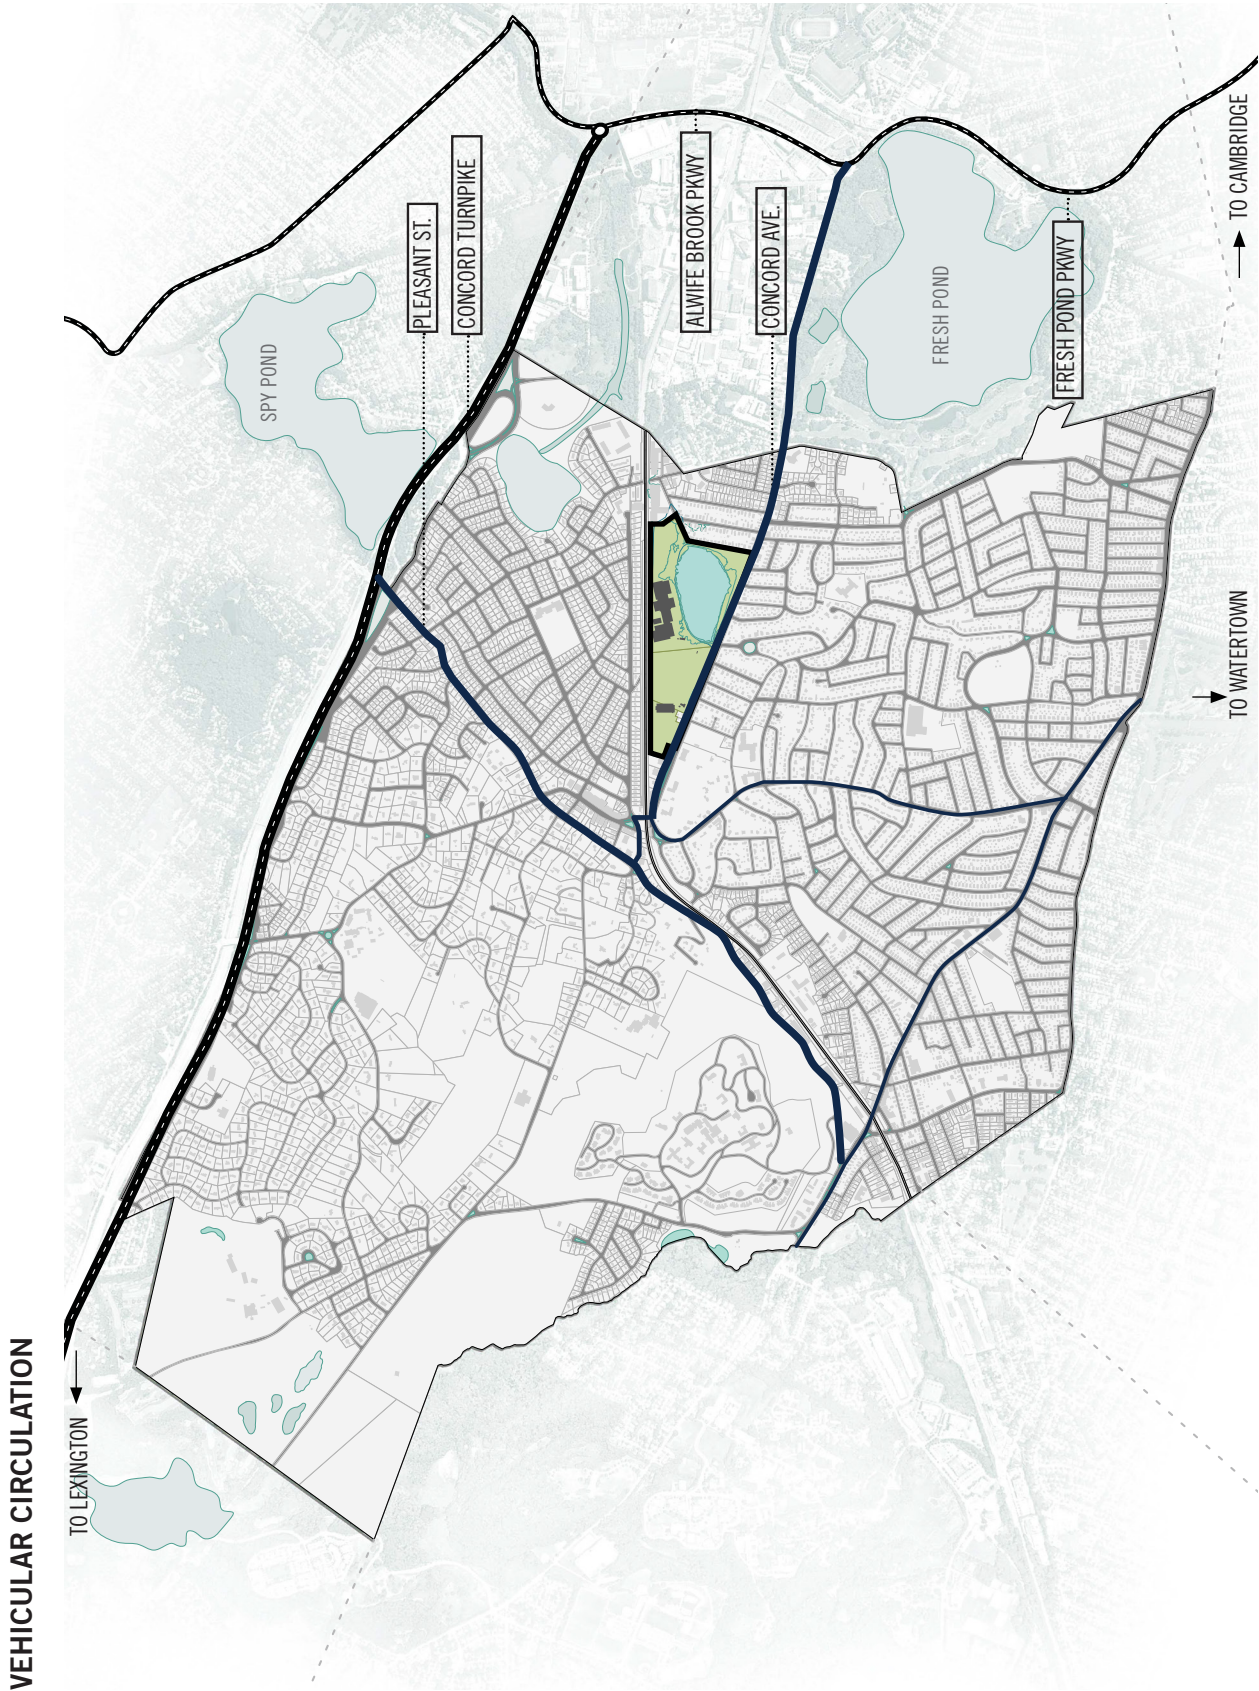 VEHICULAR CIRCULATION
TO LEXINGTON
SPY POND
PLEASANT ST.
CONCORD TURNPIKE
ALWIFE BROOK PKWY
CONCORD AVE.
FRESH POND
FRESH POND PKWY
TO CAMBRIDGE
TO WATERTOWN